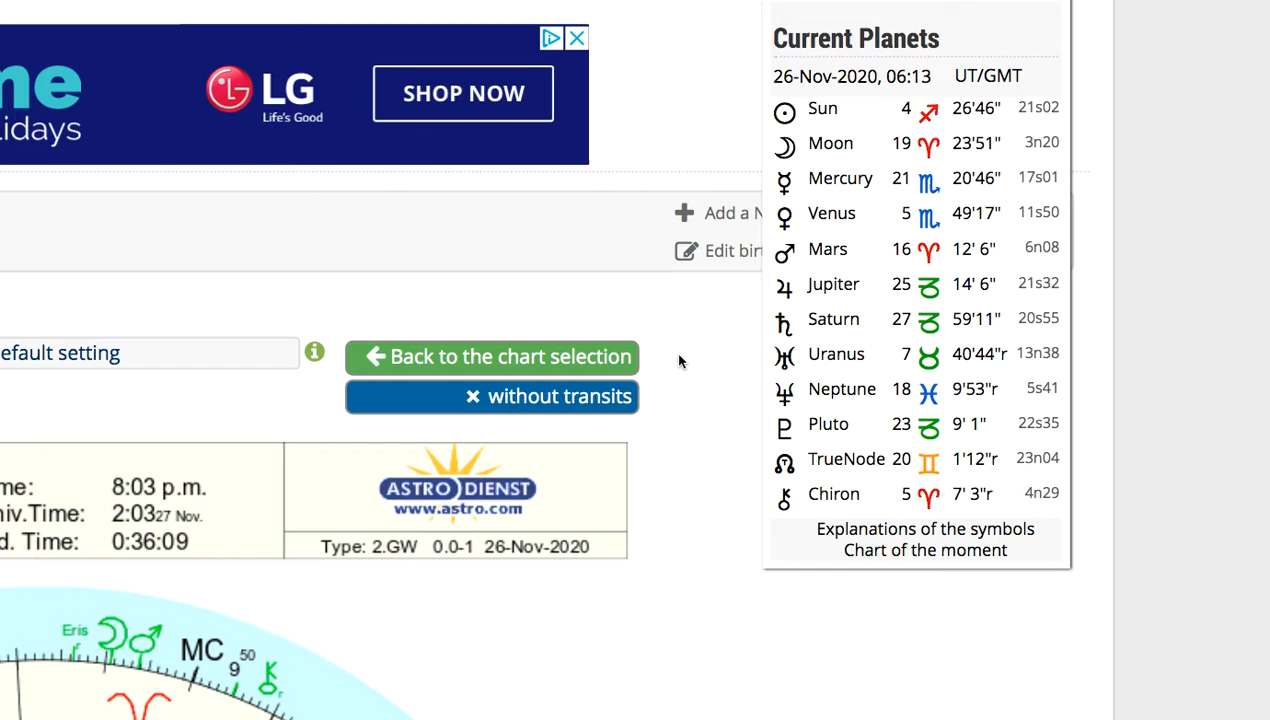 me
lidays
LG
Life's Good
SHOP NOW
Current Planets
26-Nov-2020, 06:13 UT/GMT
☉ Sun 4 ♐ 26'46" 21s02
☽ Moon 19 ♈ 23'51" 3n20
☿ Mercury 21 ♏ 20'46" 17s01
♀ Venus 5 ♏ 49'17" 11s50
♂ Mars 16 ♈ 12' 6" 6n08
♃ Jupiter 25 ♑ 14' 6" 21s32
♄ Saturn 27 ♑ 59'11" 20s55
♅ Uranus 7 ♉ 40'44"r 13n38
♆ Neptune 18 ♓ 9'53"r 5s41
♇ Pluto 23 ♑ 9' 1" 22s35
☊ TrueNode 20 ♊ 1'12"r 23n04
⚷ Chiron 5 ♈ 7' 3"r 4n29
Explanations of the symbols
Chart of the moment
Add a N
Edit birt
efault setting
Back to the chart selection
× without transits
me: 8:03 p.m.
niv.Time: 2:03 27 Nov.
d. Time: 0:36:09
ASTRO DIENST
www.astro.com
Type: 2.GW 0.0-1 26-Nov-2020
Eris
r
MC
9 50
r